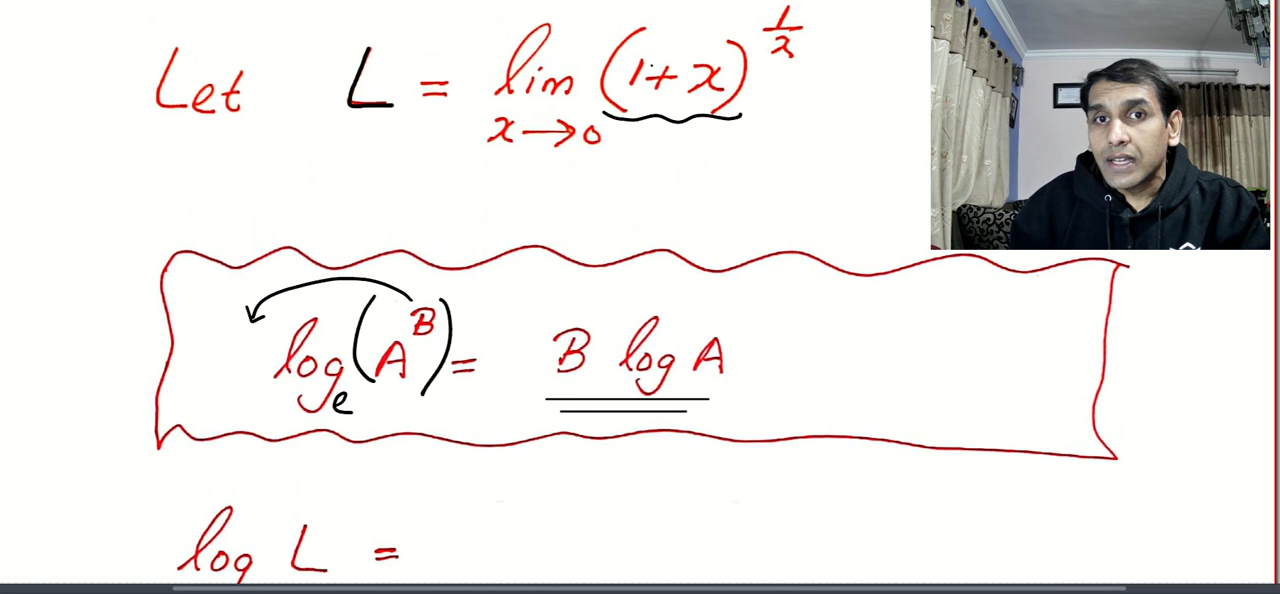 Let L = lim (1+x)^{1/x}
x→0
log_e (A^B) = B log A
log L =